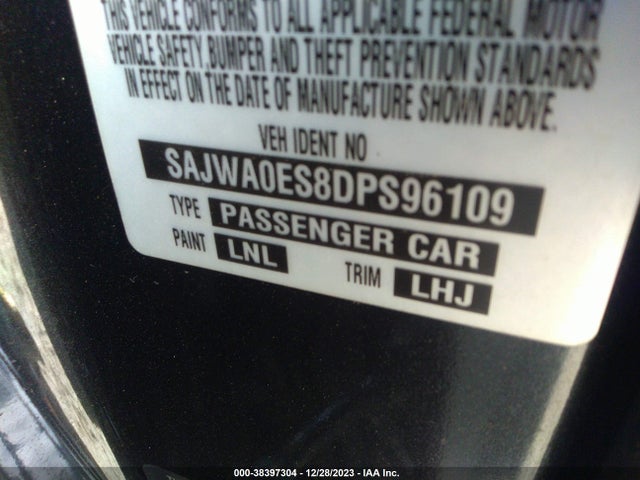 THIS VEHICLE CONFORMS TO ALL APPLICABLE FEDERAL MOTOR
VEHICLE SAFETY,BUMPER AND THEFT PREVENTION STANDARDS
IN EFFECT ON THE DATE OF MANUFACTURE SHOWN ABOVE.
VEH IDENT NO
SAJWA0ES8DPS96109
TYPE PASSENGER CAR
PAINT LNL TRIM LHJ
000-38397304 - 12/28/2023 - IAA Inc.